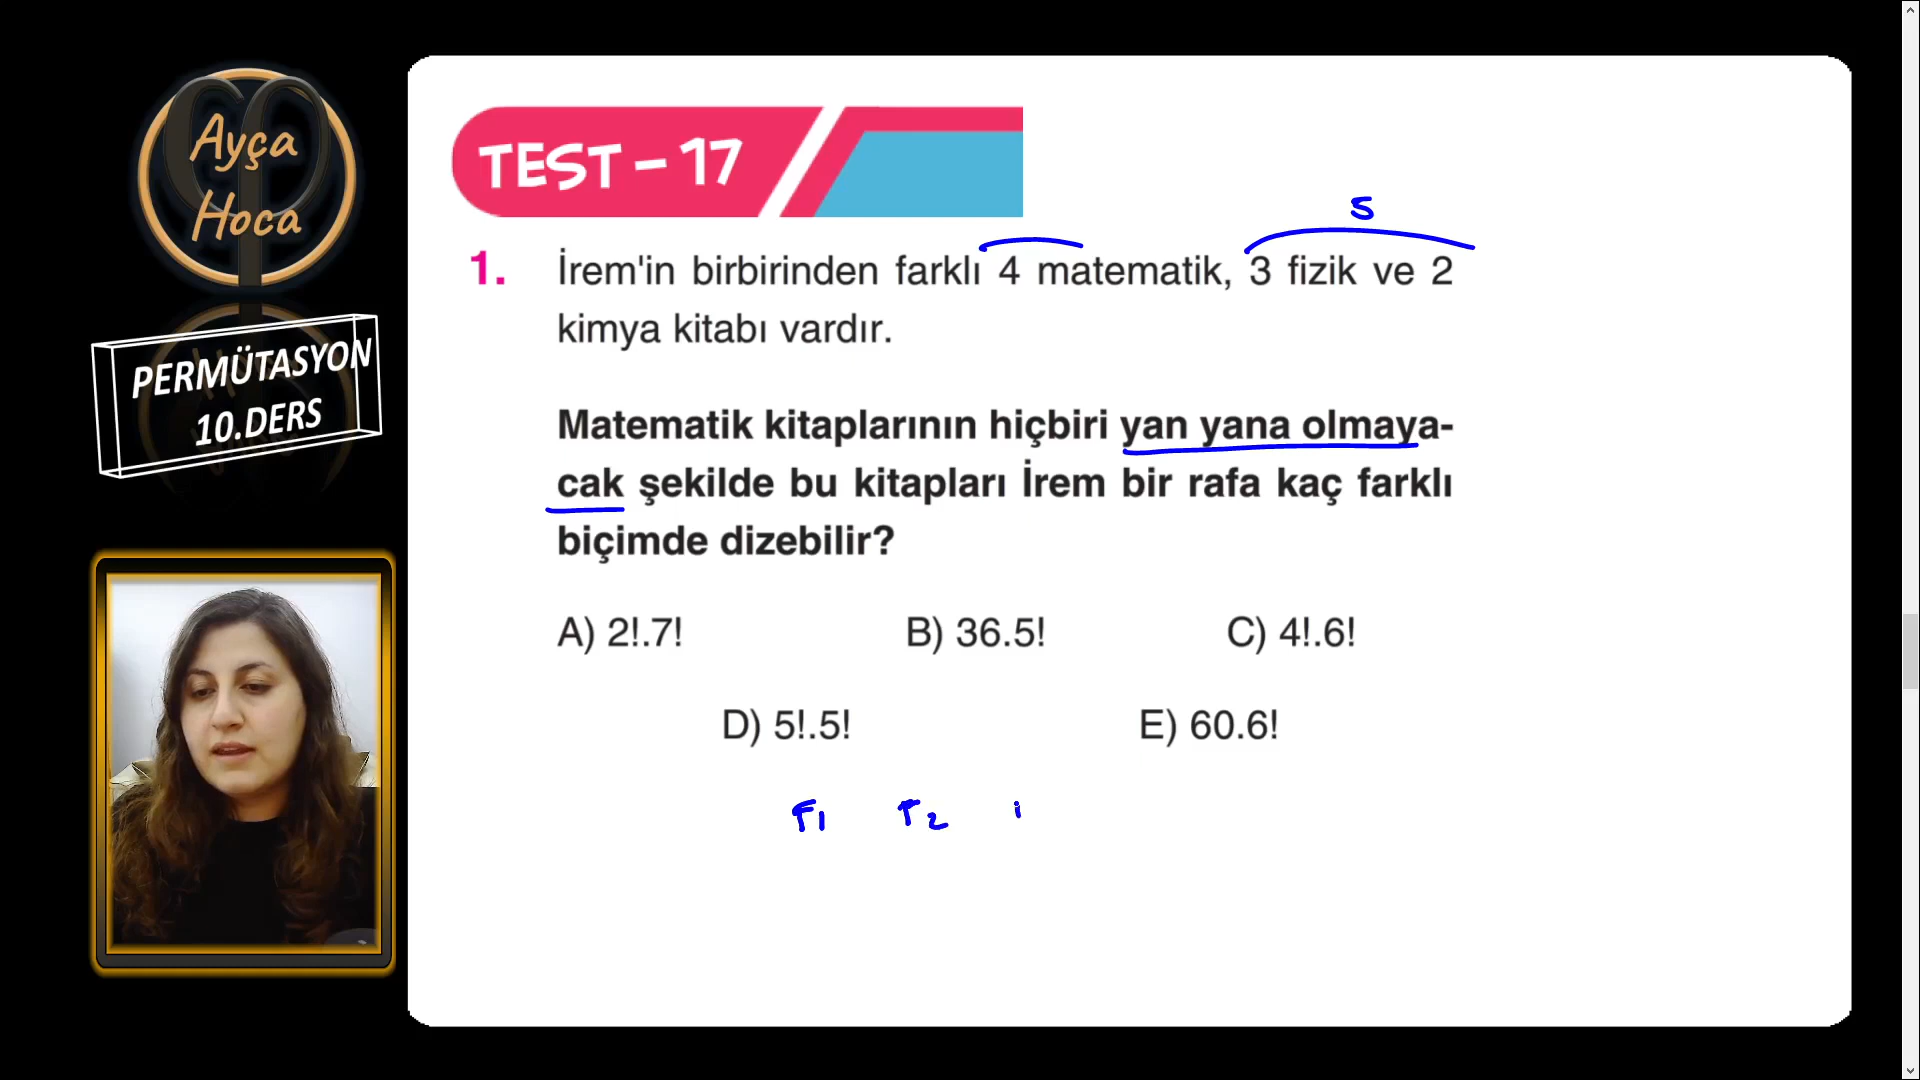 Ayça
Hoca
PERMÜTASYON
10.DERS
TEST – 17
5
1. İrem'in birbirinden farklı 4 matematik, 3 fizik ve 2
kimya kitabı vardır.
Matematik kitaplarının hiçbiri yan yana olmaya-
cak şekilde bu kitapları İrem bir rafa kaç farklı
biçimde dizebilir?
A) 2!.7! B) 36.5! C) 4!.6!
D) 5!.5! E) 60.6!
F1 F2